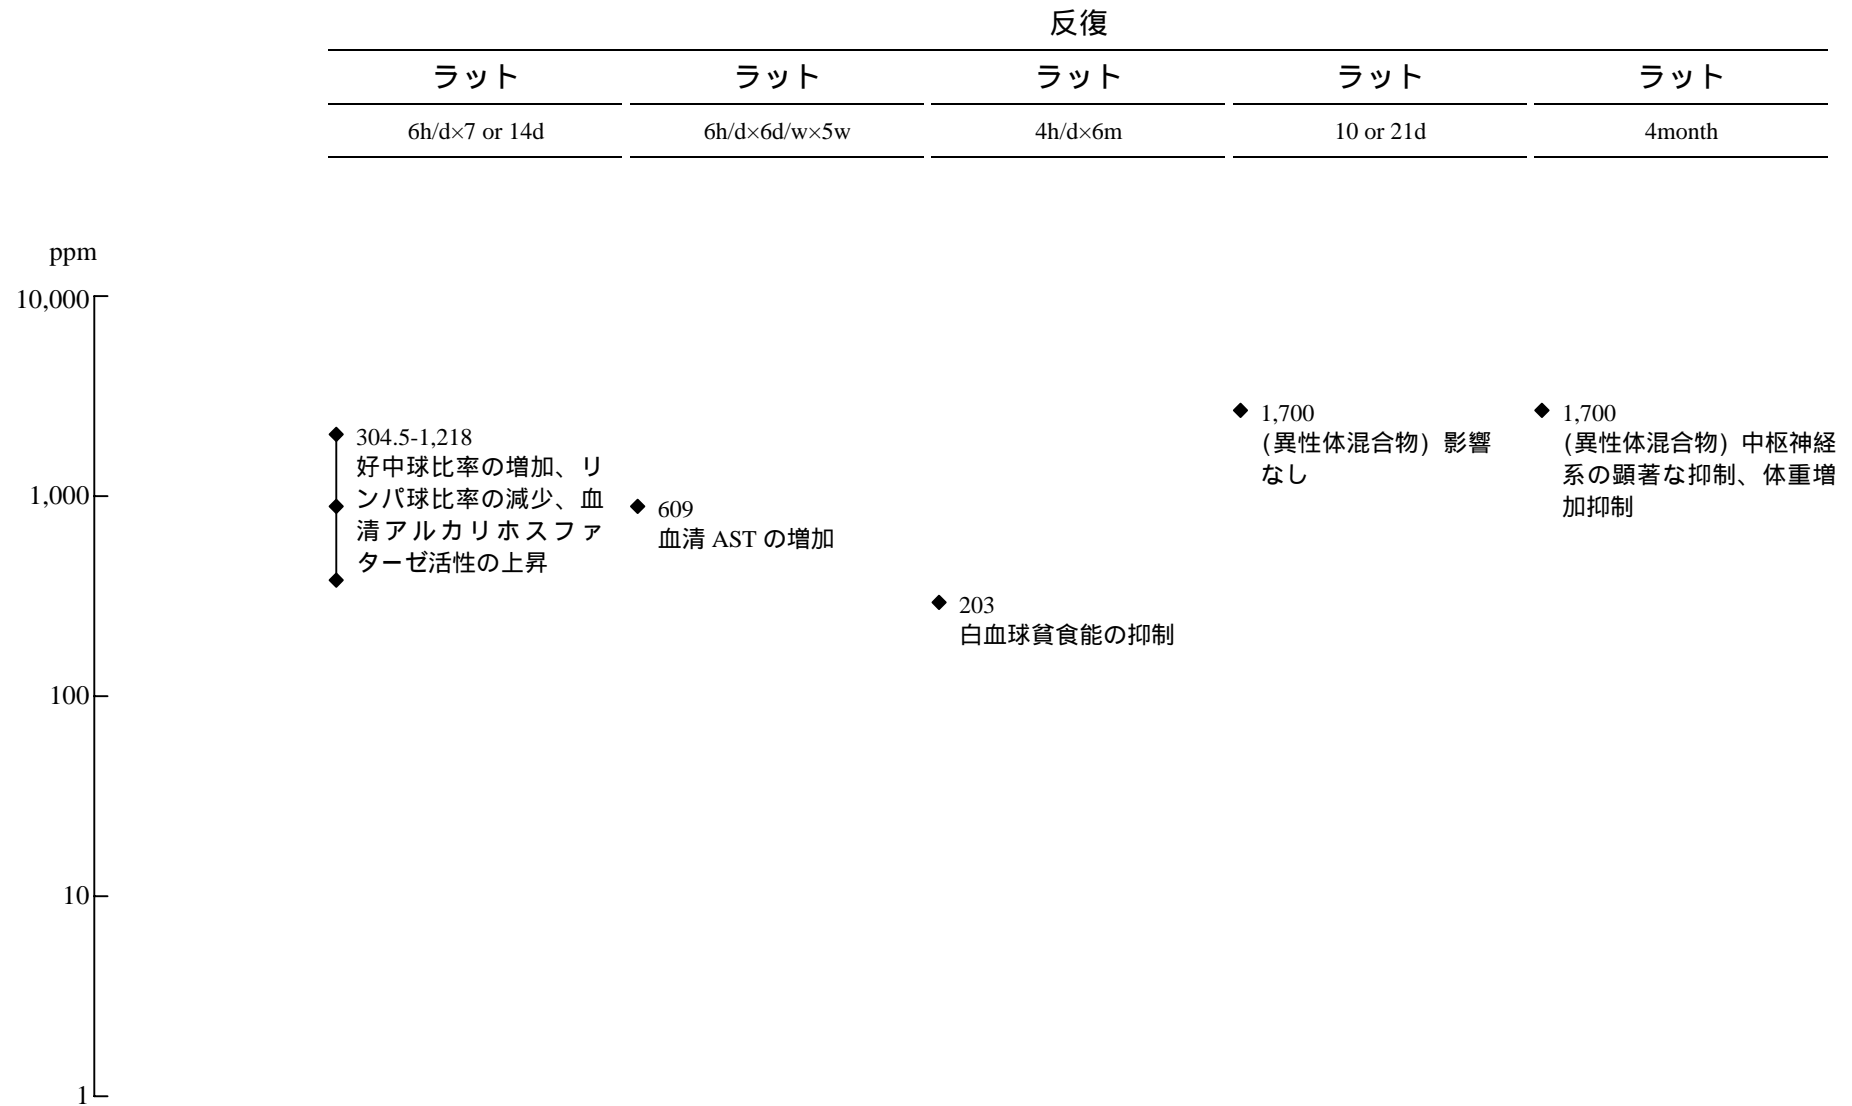 反復
ラット ラット ラット ラット ラット
6h/d×7 or 14d 6h/d×6d/w×5w 4h/d×6m 10 or 21d 4month
ppm
10,000
1,000
100
10
1
304.5-1,218
好中球比率の増加、リ
ンパ球比率の減少、血
清アルカリホスファ
ターゼ活性の上昇
609
血清 AST の増加
203
白血球貧食能の抑制
1,700
(異性体混合物) 影響
なし
1,700
(異性体混合物) 中枢神経
系の顕著な抑制、体重増
加抑制